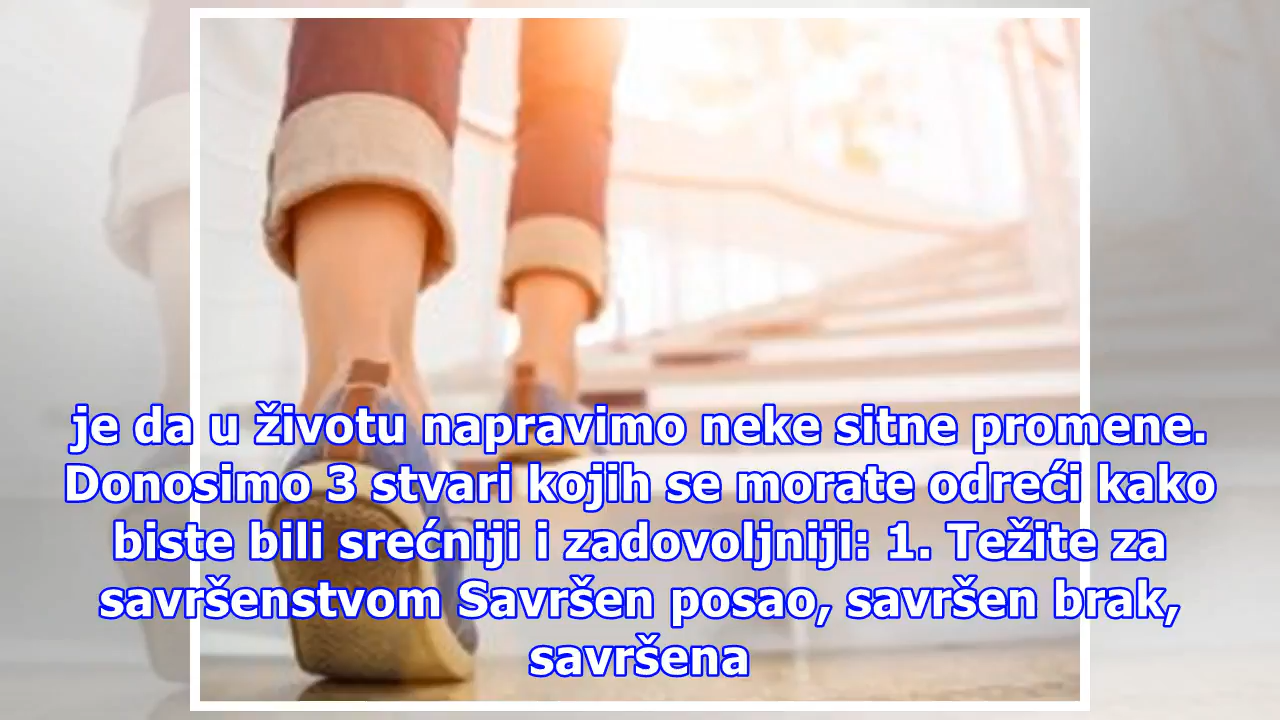 je da u životu napravimo neke sitne promene.
Donosimo 3 stvari kojih se morate odreći kako
biste bili srećniji i zadovoljniji: 1. Težite za
savršenstvom Savršen posao, savršen brak,
savršena